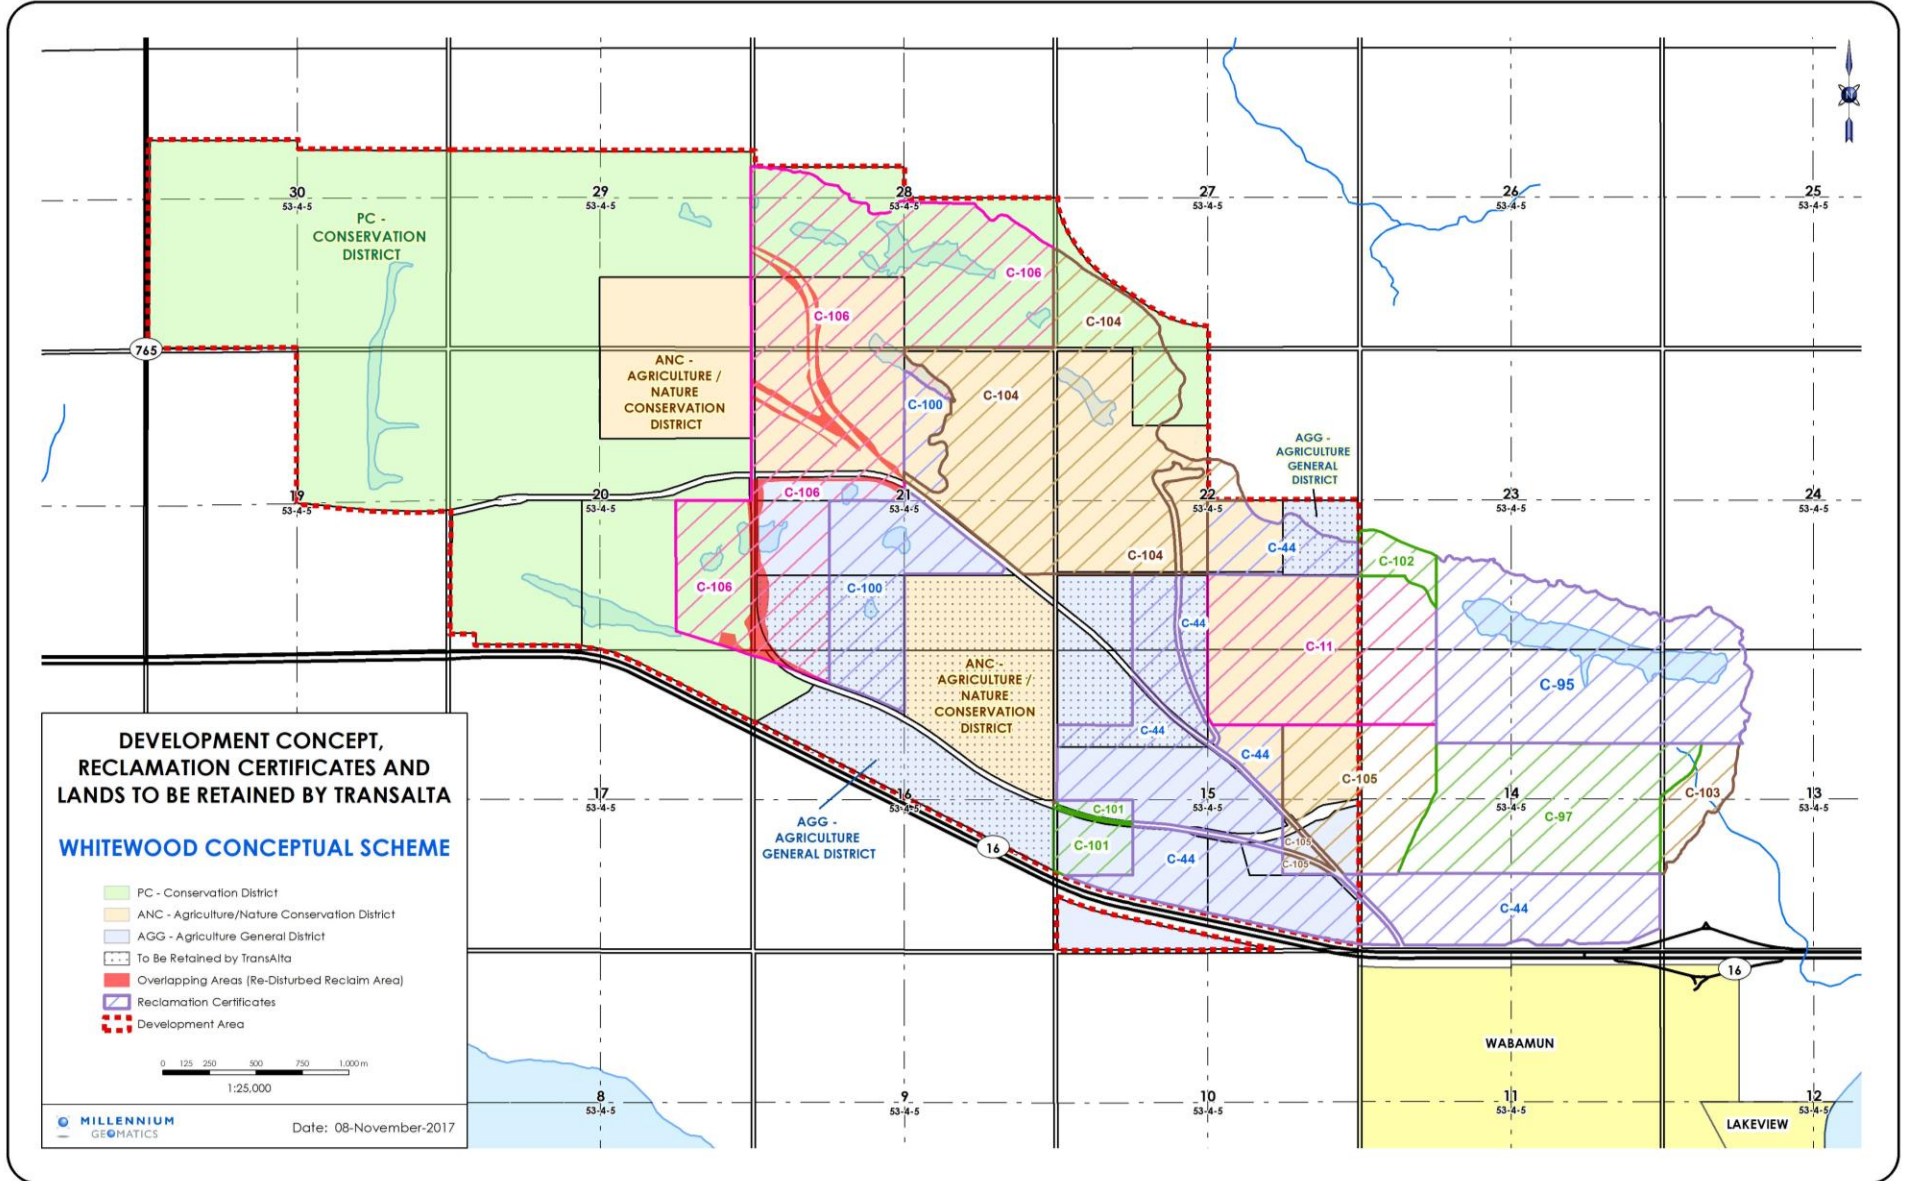 30
53-4-5
29
53-4-5
28
53-4-5
27
53-4-5
26
53-4-5
25
53-4-5
PC -
CONSERVATION
DISTRICT
C-106
C-106
C-104
765
ANC -
AGRICULTURE /
NATURE
CONSERVATION
DISTRICT
C-100
C-104
AGG -
AGRICULTURE
GENERAL
DISTRICT
19
53-4-5
20
53-4-5
C-106
21
53-4-5
22
53-4-5
23
53-4-5
24
53-4-5
C-104
C-44
C-102
C-106
C-100
C-44
C-11
ANC -
AGRICULTURE /
NATURE
CONSERVATION
DISTRICT
C-95
C-44
C-44
C-105
17
53-4-5
16
53-4-5
15
53-4-5
14
53-4-5
13
53-4-5
C-103
C-101
C-97
AGG -
AGRICULTURE
GENERAL DISTRICT
16
C-101
C-44
C-105
C-105
C-44
16
WABAMUN
8
53-4-5
9
53-4-5
10
53-4-5
11
53-4-5
12
53-4-5
LAKEVIEW
DEVELOPMENT CONCEPT,
RECLAMATION CERTIFICATES AND
LANDS TO BE RETAINED BY TRANSALTA
WHITEWOOD CONCEPTUAL SCHEME
PC - Conservation District
ANC - Agriculture/Nature Conservation District
AGG - Agriculture General District
To Be Retained by TransAlta
Overlapping Areas (Re-Disturbed Reclaim Area)
Reclamation Certificates
Development Area
0 125 250 500 750 1,000 m
1:25,000
MILLENNIUM
GEOMATICS
Date: 08-November-2017
N